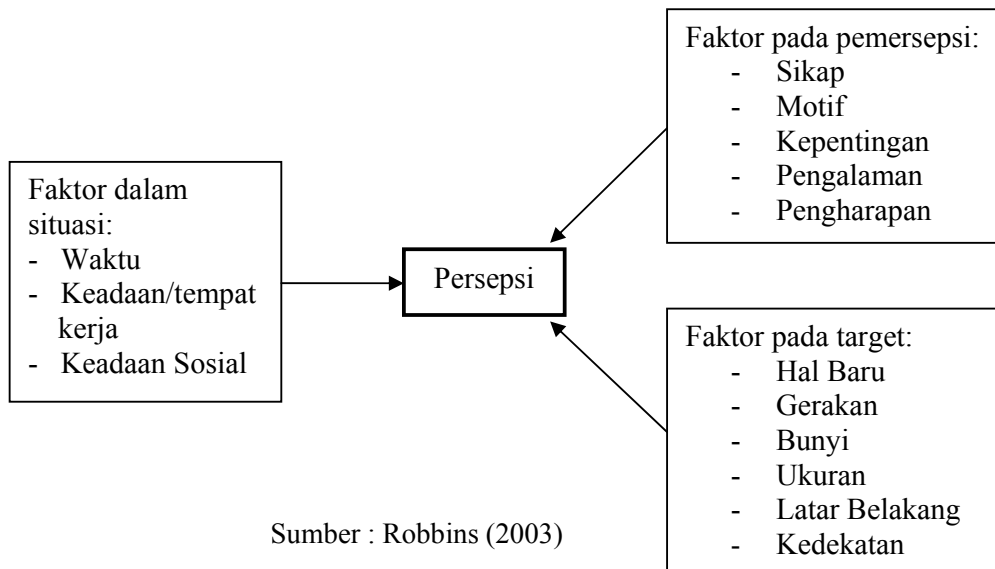 Faktor dalam
situasi:
- Waktu
- Keadaan/tempat
kerja
- Keadaan Sosial
Persepsi
Faktor pada pemersepsi:
- Sikap
- Motif
- Kepentingan
- Pengalaman
- Pengharapan
Faktor pada target:
- Hal Baru
- Gerakan
- Bunyi
- Ukuran
- Latar Belakang
- Kedekatan
Sumber : Robbins (2003)